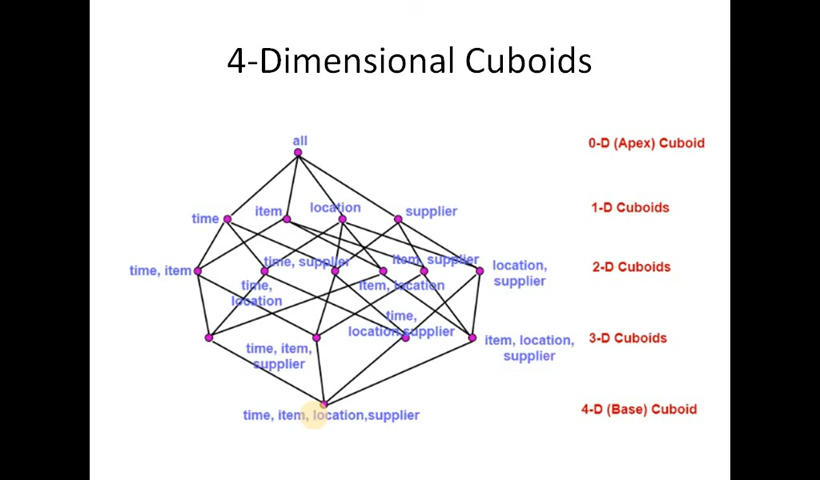 4-Dimensional Cuboids
all
0-D (Apex) Cuboid
time
item
location
supplier
1-D Cuboids
time, item
time, supplier
item, supplier
location,
supplier
2-D Cuboids
time,
location
item, location
time,
location,supplier
time, item,
supplier
item, location,
supplier
3-D Cuboids
time, item, location,supplier
4-D (Base) Cuboid